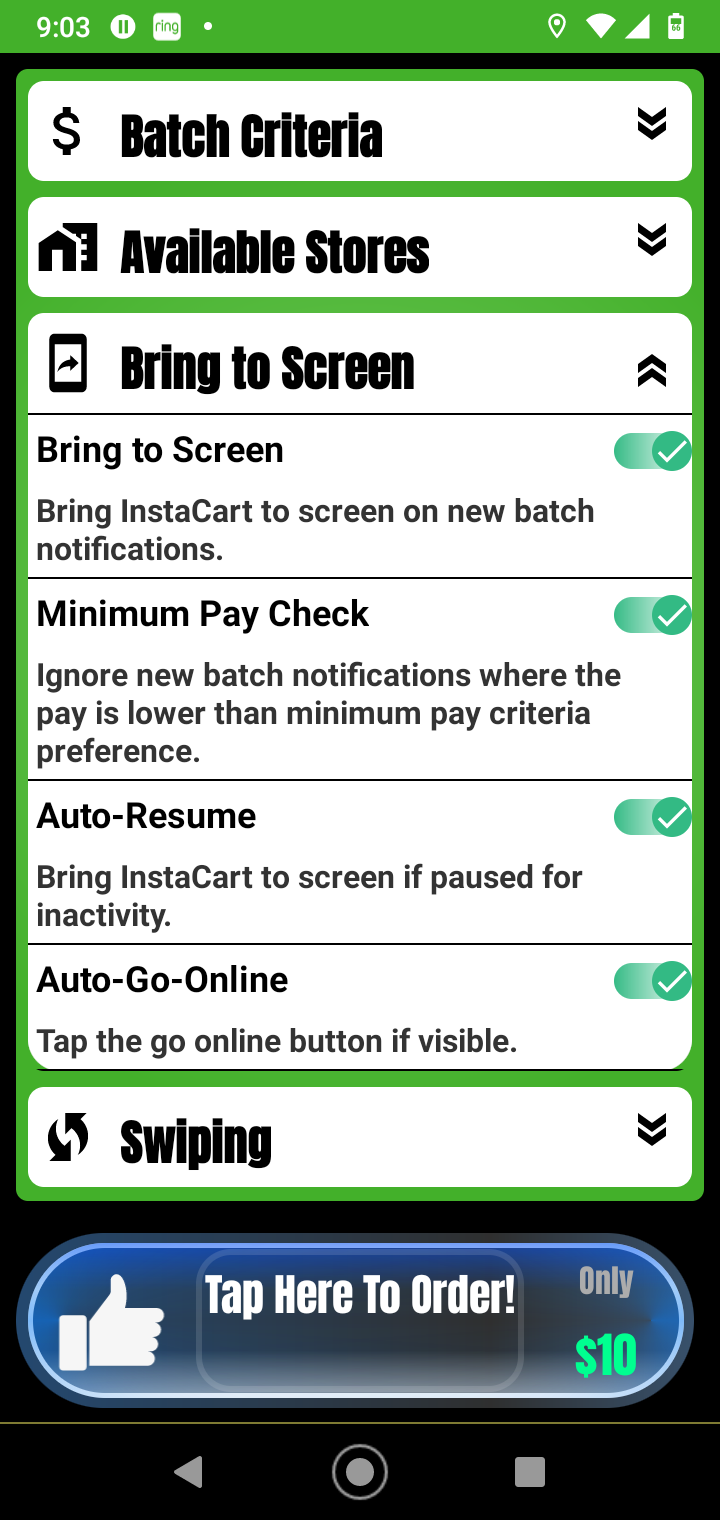 9:03
ring
66
Batch Criteria
Available Stores
Bring to Screen
Bring to Screen
Bring InstaCart to screen on new batch
notifications.
Minimum Pay Check
Ignore new batch notifications where the
pay is lower than minimum pay criteria
preference.
Auto-Resume
Bring InstaCart to screen if paused for
inactivity.
Auto-Go-Online
Tap the go online button if visible.
Swiping
Tap Here To Order!
Only
$10